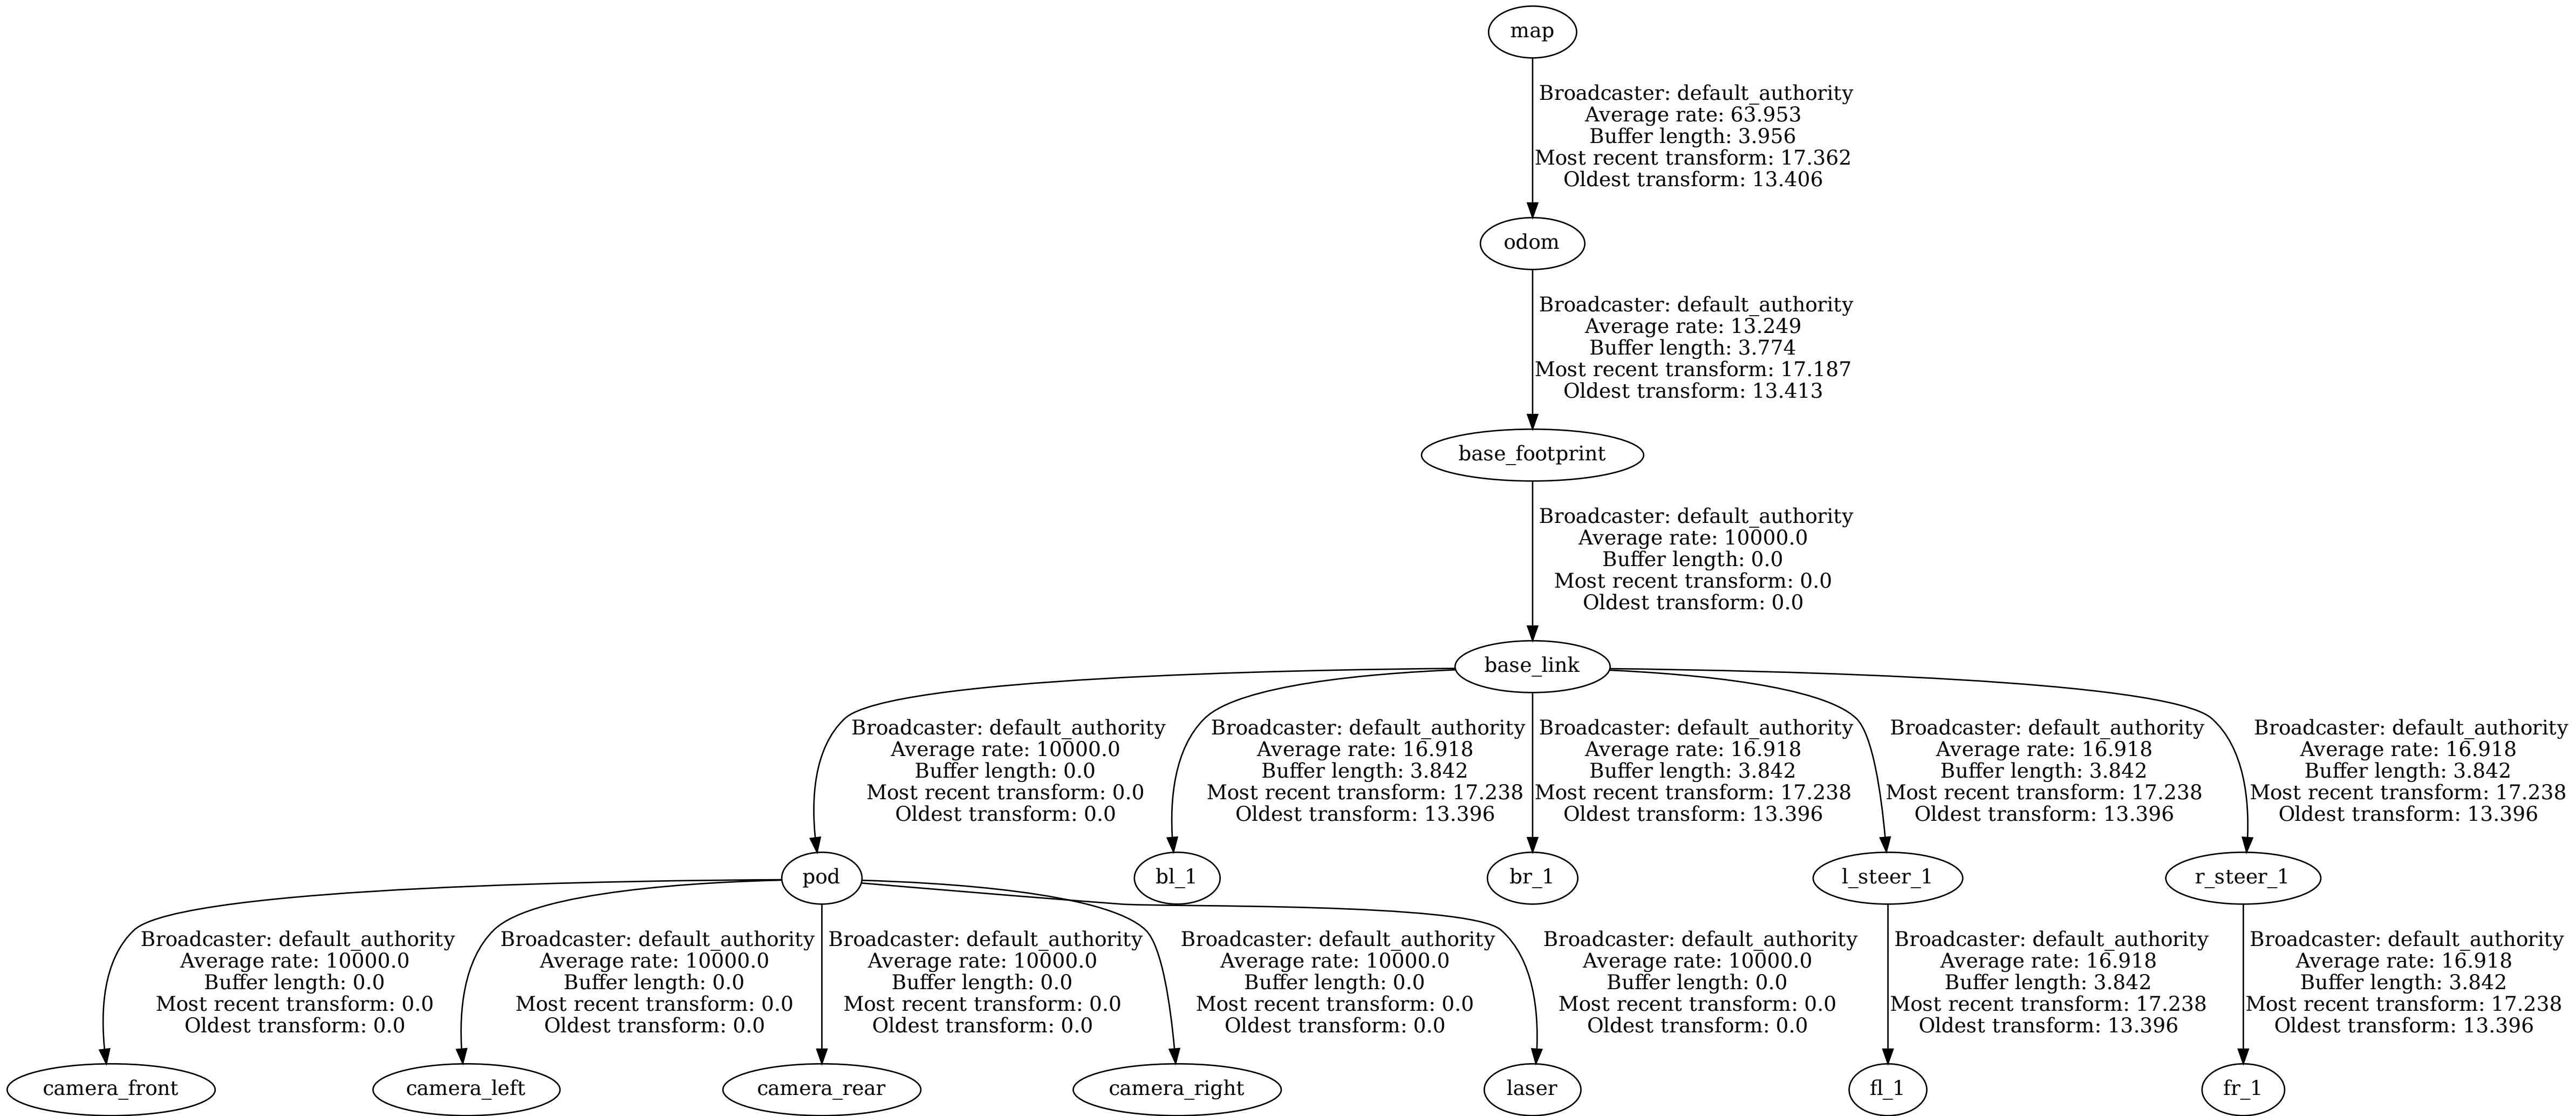 map
Broadcaster: default_authority
Average rate: 63.953
Buffer length: 3.956
Most recent transform: 17.362
Oldest transform: 13.406
odom
Broadcaster: default_authority
Average rate: 13.249
Buffer length: 3.774
Most recent transform: 17.187
Oldest transform: 13.413
base_footprint
Broadcaster: default_authority
Average rate: 10000.0
Buffer length: 0.0
Most recent transform: 0.0
Oldest transform: 0.0
base_link
Broadcaster: default_authority
Average rate: 10000.0
Buffer length: 0.0
Most recent transform: 0.0
Oldest transform: 0.0
Broadcaster: default_authority
Average rate: 16.918
Buffer length: 3.842
Most recent transform: 17.238
Oldest transform: 13.396
Broadcaster: default_authority
Average rate: 16.918
Buffer length: 3.842
Most recent transform: 17.238
Oldest transform: 13.396
Broadcaster: default_authority
Average rate: 16.918
Buffer length: 3.842
Most recent transform: 17.238
Oldest transform: 13.396
Broadcaster: default_authority
Average rate: 16.918
Buffer length: 3.842
Most recent transform: 17.238
Oldest transform: 13.396
pod
bl_1
br_1
l_steer_1
r_steer_1
Broadcaster: default_authority
Average rate: 10000.0
Buffer length: 0.0
Most recent transform: 0.0
Oldest transform: 0.0
Broadcaster: default_authority
Average rate: 10000.0
Buffer length: 0.0
Most recent transform: 0.0
Oldest transform: 0.0
Broadcaster: default_authority
Average rate: 10000.0
Buffer length: 0.0
Most recent transform: 0.0
Oldest transform: 0.0
Broadcaster: default_authority
Average rate: 10000.0
Buffer length: 0.0
Most recent transform: 0.0
Oldest transform: 0.0
Broadcaster: default_authority
Average rate: 10000.0
Buffer length: 0.0
Most recent transform: 0.0
Oldest transform: 0.0
Broadcaster: default_authority
Average rate: 16.918
Buffer length: 3.842
Most recent transform: 17.238
Oldest transform: 13.396
Broadcaster: default_authority
Average rate: 16.918
Buffer length: 3.842
Most recent transform: 17.238
Oldest transform: 13.396
camera_front
camera_left
camera_rear
camera_right
laser
fl_1
fr_1